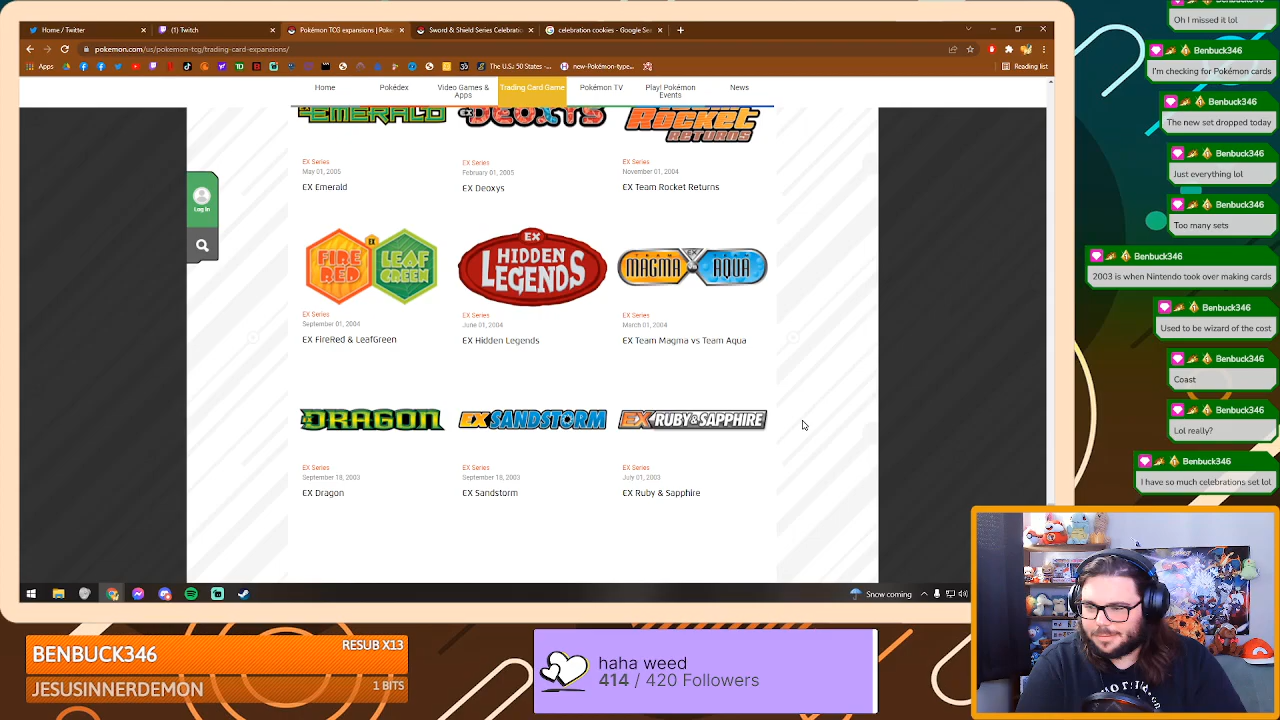 Home / Twitter
(1) Twitch
Pokémon TCG expansions | Poke
Sword & Shield Series Celebratio
celebration cookies - Google Se
pokemon.com/us/pokemon-tcg/trading-card-expansions/
Apps
The U.S. 50 States -...
new-Pokémon-type...
Reading list
Home
Pokédex
Video Games & Apps
Trading Card Game
Pokémon TV
Play! Pokémon Events
News
Log In
EMERALD
EX DEOXYS
Rocket RETURNS
EX Series
May 01, 2005
EX Emerald
EX Series
February 01, 2005
EX Deoxys
EX Series
November 01, 2004
EX Team Rocket Returns
FIRE RED EX LEAF GREEN
EX HIDDEN LEGENDS
TEAM MAGMA TEAM AQUA
EX Series
September 01, 2004
EX FireRed & LeafGreen
EX Series
June 01, 2004
EX Hidden Legends
EX Series
March 01, 2004
EX Team Magma vs Team Aqua
DRAGON
EX SANDSTORM
EX RUBY & SAPPHIRE
EX Series
September 18, 2003
EX Dragon
EX Series
September 18, 2003
EX Sandstorm
EX Series
July 01, 2003
EX Ruby & Sapphire
Snow coming
Oh I missed it lol
Benbuck346
I'm checking for Pokémon cards
Benbuck346
The new set dropped today
Benbuck346
Just everything lol
Benbuck346
Too many sets
Benbuck346
2003 is when Nintendo took over making cards
Benbuck346
Used to be wizard of the cost
Benbuck346
Coast
Benbuck346
Lol really?
Benbuck346
I have so much celebrations set lol
BENBUCK346
RESUB X13
JESUSINNERDEMON
1 BITS
haha weed
414 / 420 Followers